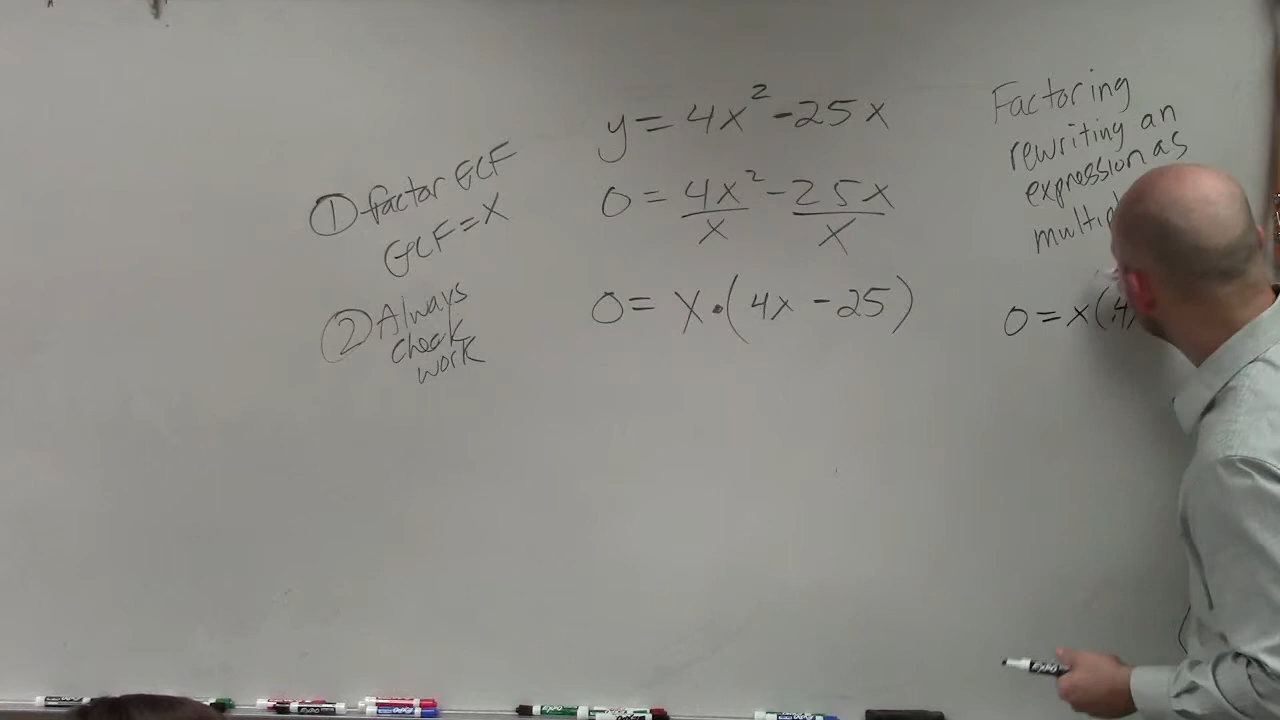 ① factor GCF
GCF = X
② Always
check
work
y = 4x² - 25x
0 = 4x²/x - 25x/x
0 = x · (4x - 25)
Factoring
rewriting an
expression as
0 = x(4